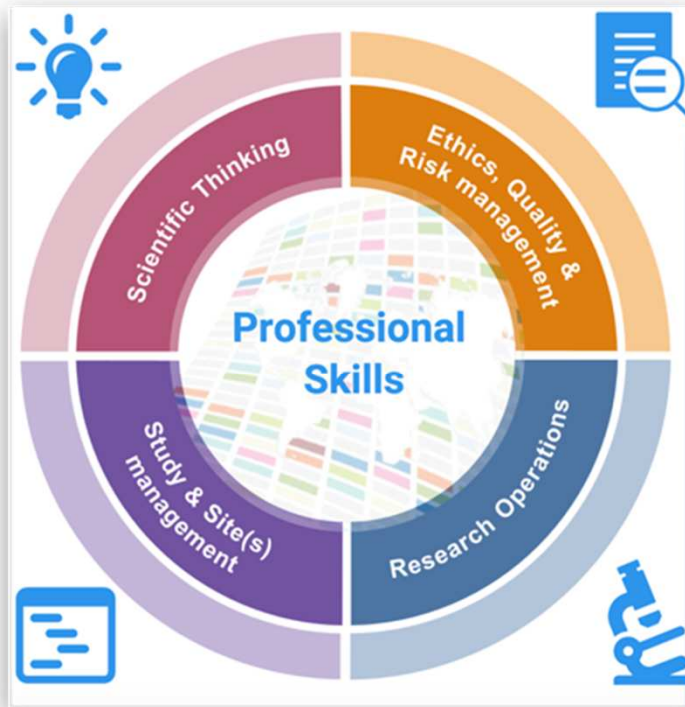 Scientific Thinking
Ethics, Quality &
Risk management
Professional
Skills
Study & Site(s)
management
Research Operations